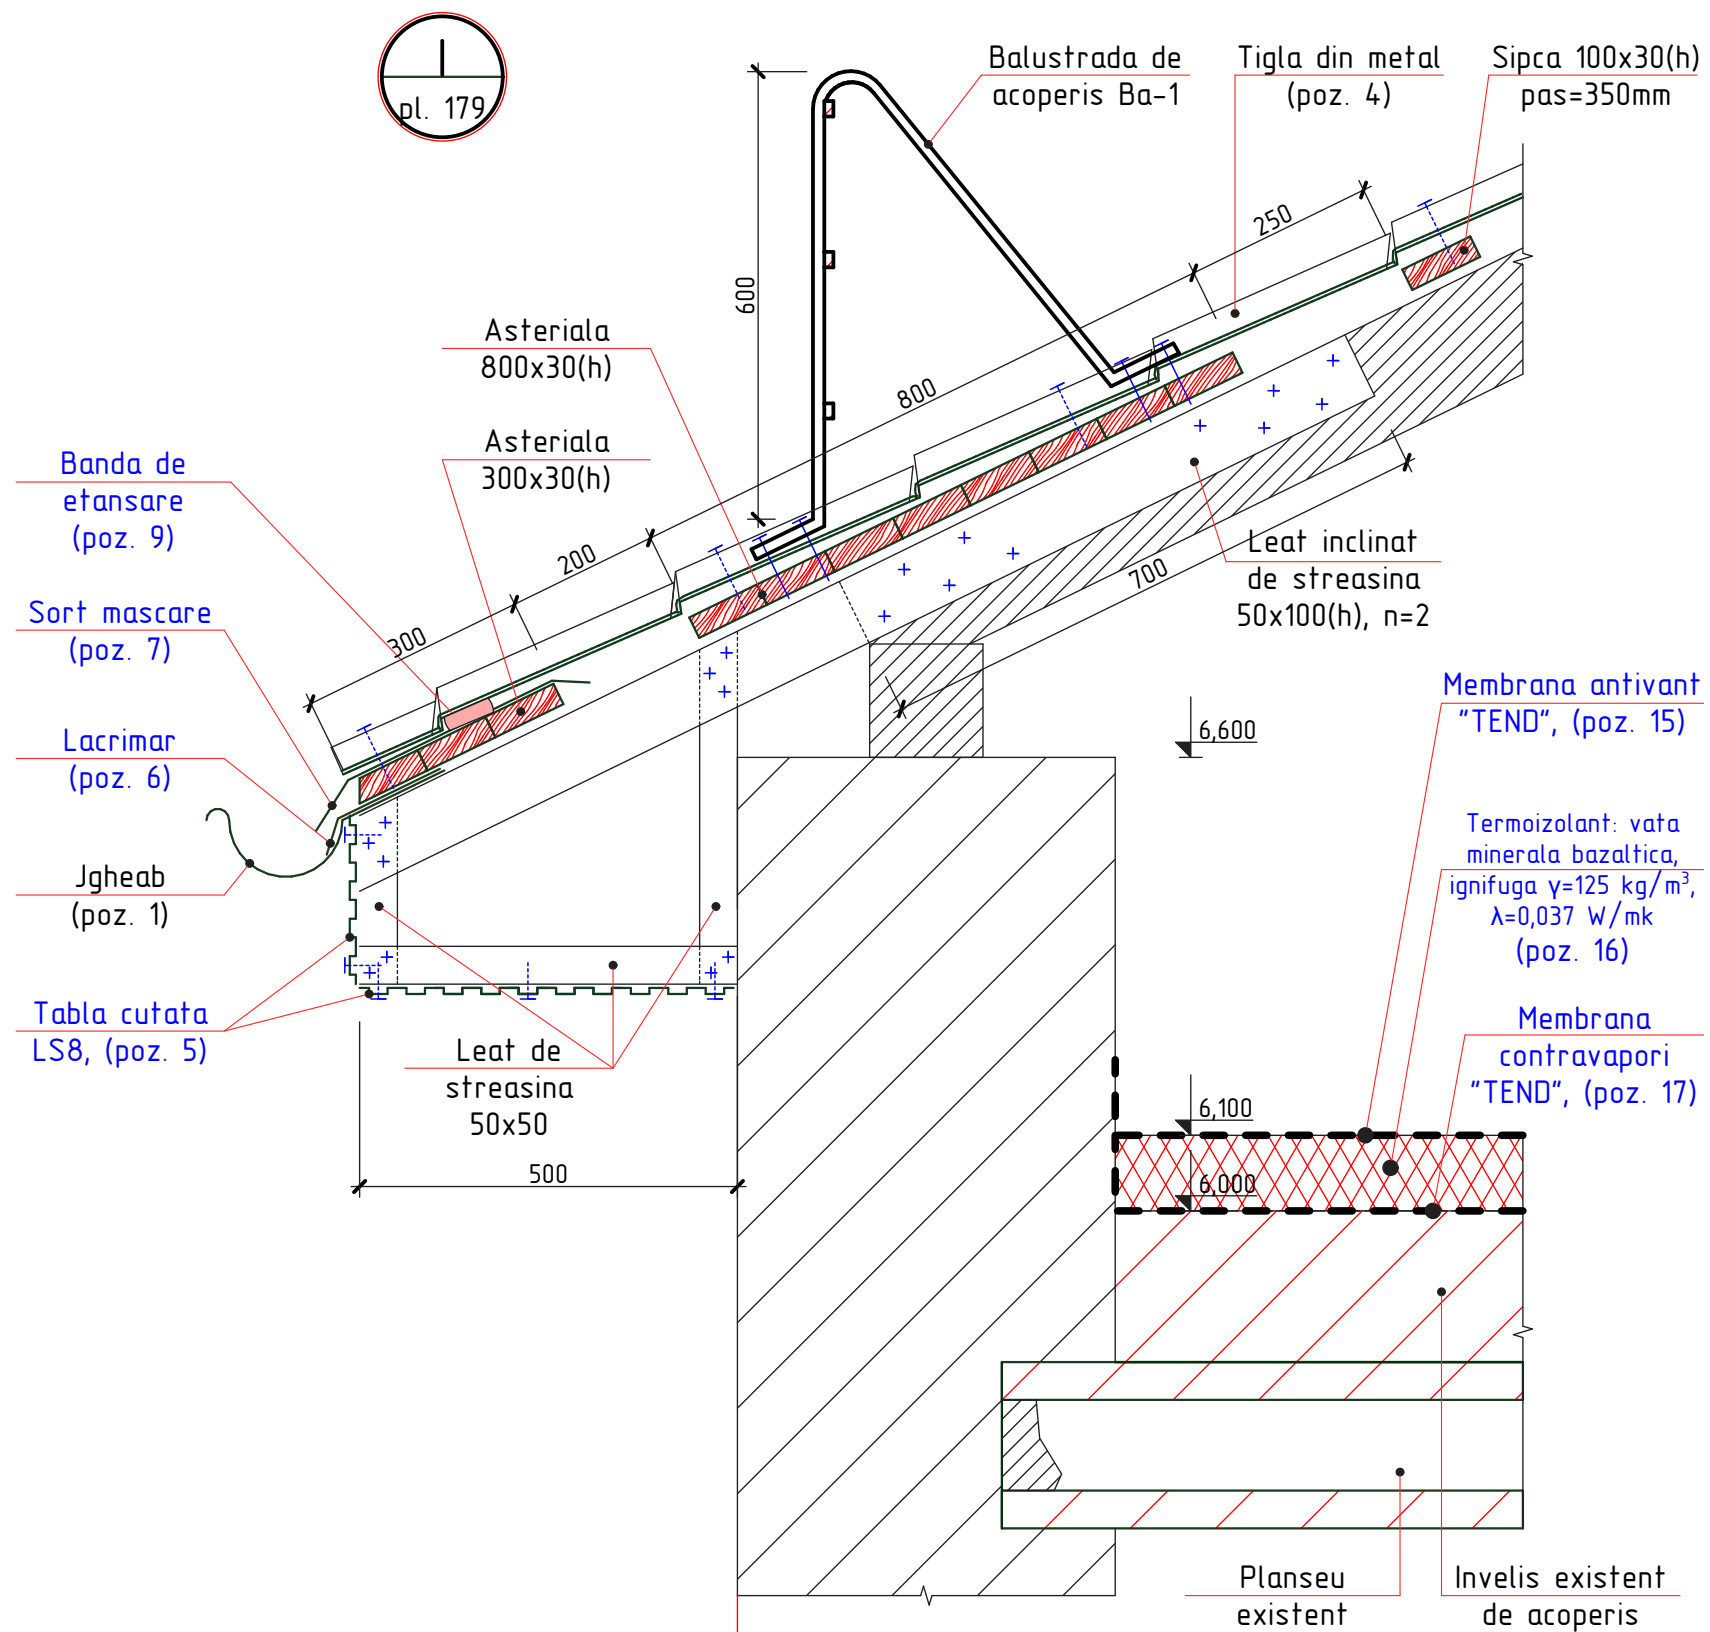 I
pl. 179
Balustrada de
acoperis Ba-1
Tigla din metal
(poz. 4)
Sipca 100x30(h)
pas=350mm
250
600
Asteriala
800x30(h)
800
Asteriala
300x30(h)
Banda de
etansare
(poz. 9)
200
Leat inclinat
de streasina
50x100(h), n=2
700
Sort mascare
(poz. 7)
300
Membrana antivant
"TEND", (poz. 15)
Lacrimar
(poz. 6)
6,600
Termoizolant: vata
minerala bazaltica,
ignifuga γ=125 kg/m³,
λ=0,037 W/mk
(poz. 16)
Jgheab
(poz. 1)
Tabla cutata
LS8, (poz. 5)
Membrana
contravapori
"TEND", (poz. 17)
Leat de
streasina
50x50
6,100
500
6,000
Planseu
existent
Invelis existent
de acoperis